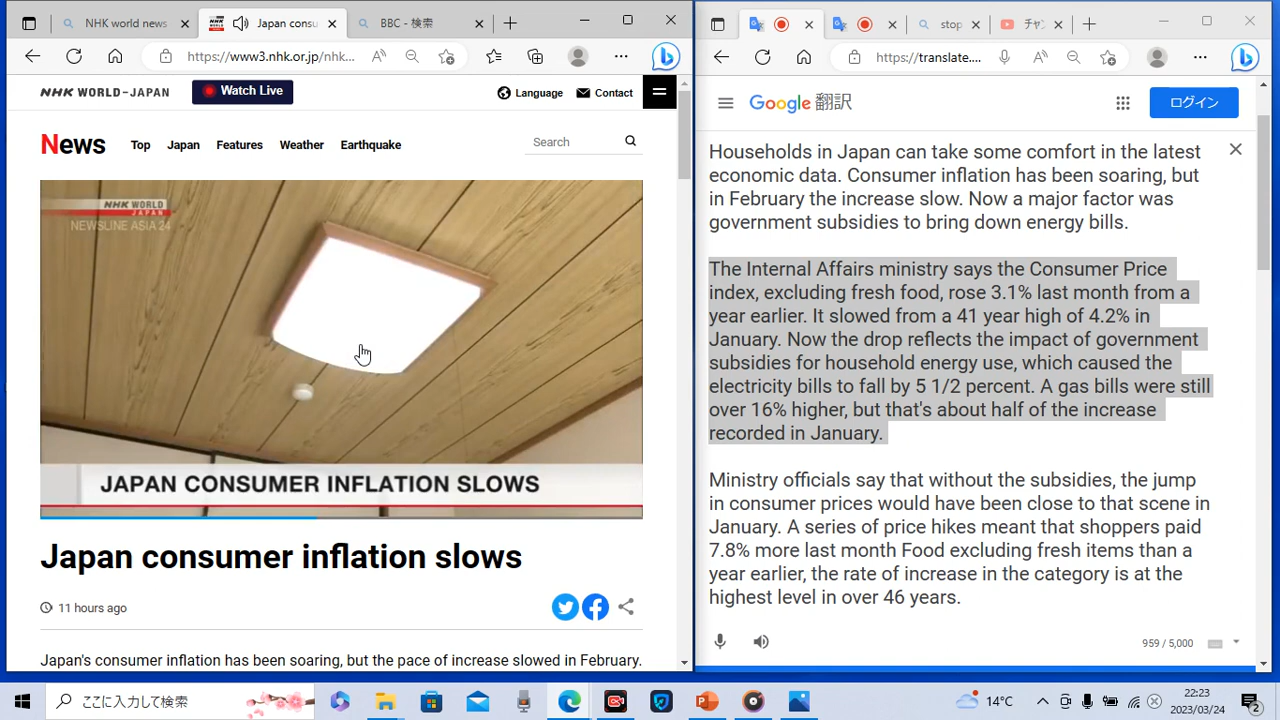 NHK world news
Japan consu
BBC - 検索
https://www3.nhk.or.jp/nhk...
NHK WORLD-JAPAN
Watch Live
Language
Contact
News
Top
Japan
Features
Weather
Earthquake
Search
NHK WORLD
JAPAN
NEWSLINE ASIA 24
JAPAN CONSUMER INFLATION SLOWS
Japan consumer inflation slows
11 hours ago
Japan's consumer inflation has been soaring, but the pace of increase slowed in February.
stop
チャン
https://translate....
Google 翻訳
ログイン
Households in Japan can take some comfort in the latest
economic data. Consumer inflation has been soaring, but
in February the increase slow. Now a major factor was
government subsidies to bring down energy bills.
The Internal Affairs ministry says the Consumer Price
index, excluding fresh food, rose 3.1% last month from a
year earlier. It slowed from a 41 year high of 4.2% in
January. Now the drop reflects the impact of government
subsidies for household energy use, which caused the
electricity bills to fall by 5 1/2 percent. A gas bills were still
over 16% higher, but that's about half of the increase
recorded in January.
Ministry officials say that without the subsidies, the jump
in consumer prices would have been close to that scene in
January. A series of price hikes meant that shoppers paid
7.8% more last month Food excluding fresh items than a
year earlier, the rate of increase in the category is at the
highest level in over 46 years.
959 / 5,000
ここに入力して検索
14°C
22:23
2023/03/24
2